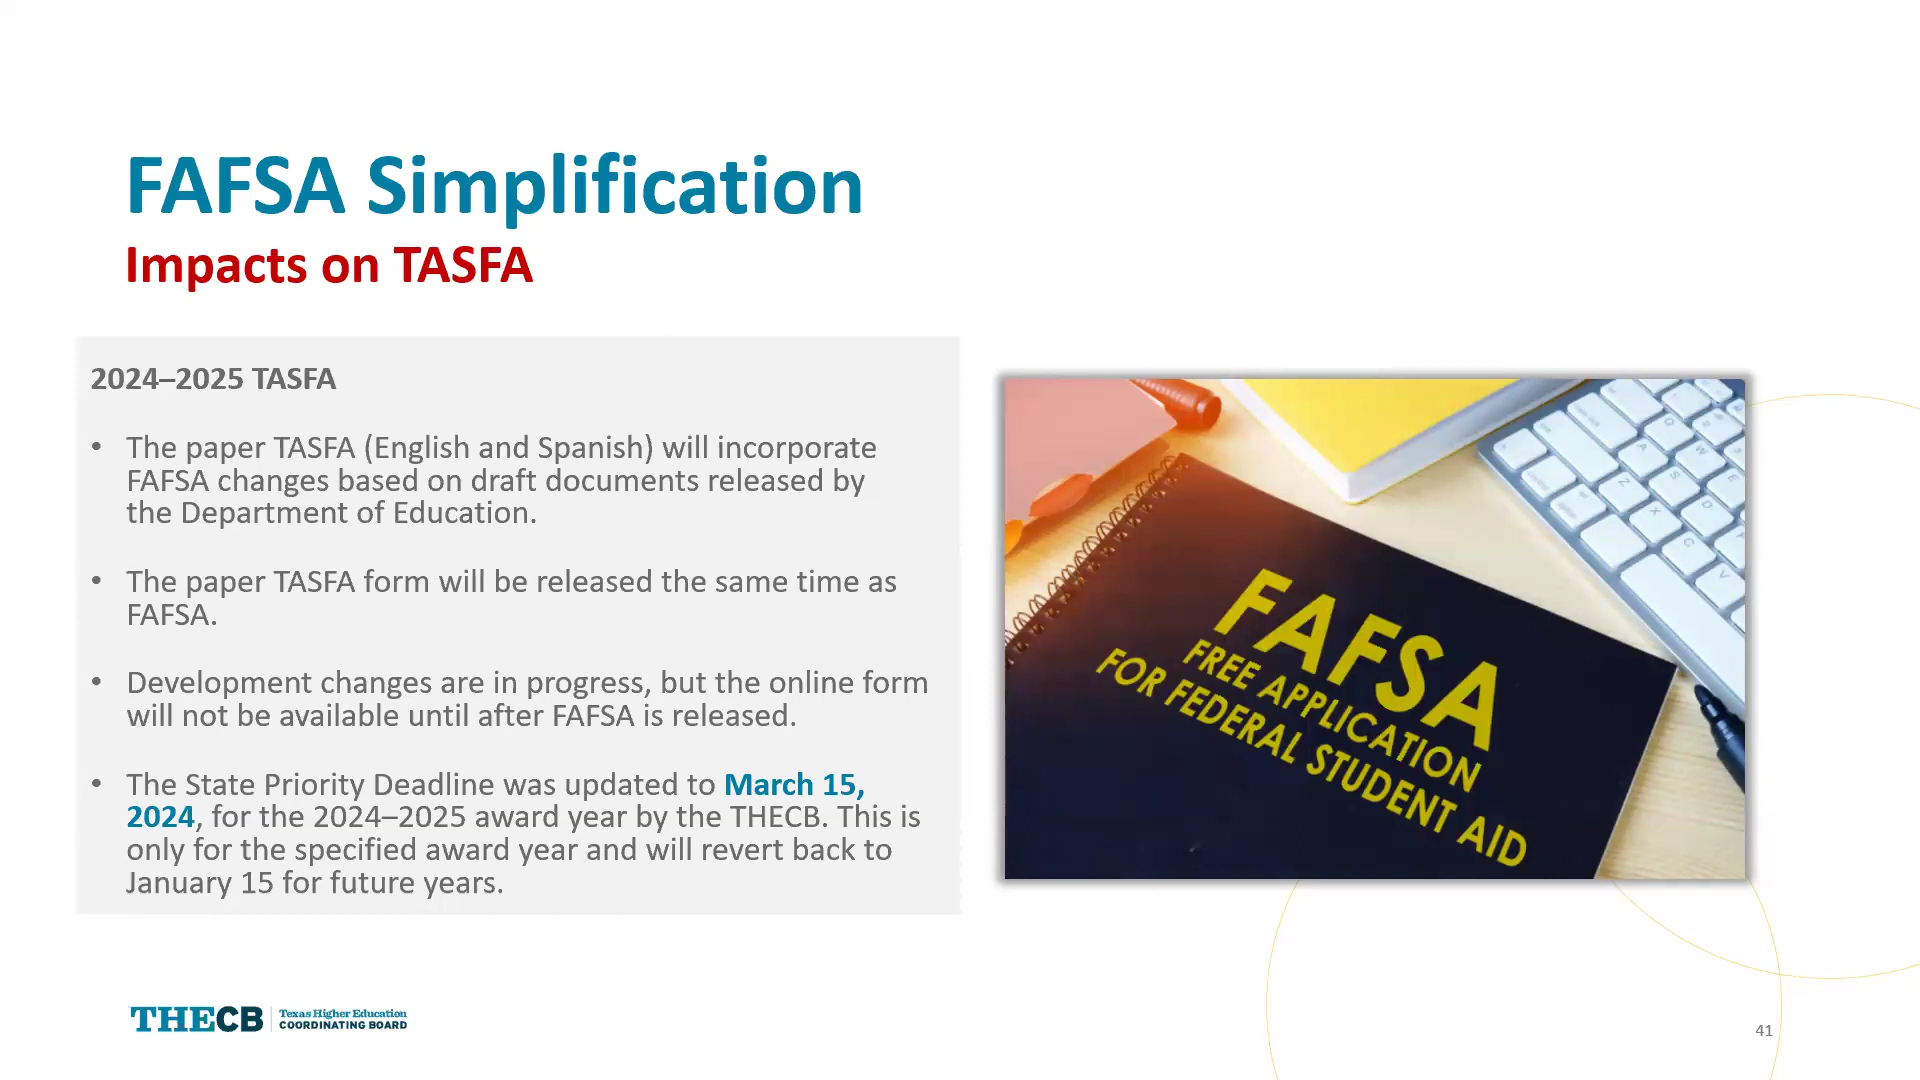 FAFSA Simplification
Impacts on TASFA
2024–2025 TASFA
• The paper TASFA (English and Spanish) will incorporate
FAFSA changes based on draft documents released by
the Department of Education.
• The paper TASFA form will be released the same time as
FAFSA.
• Development changes are in progress, but the online form
will not be available until after FAFSA is released.
• The State Priority Deadline was updated to March 15,
2024, for the 2024–2025 award year by the THECB. This is
only for the specified award year and will revert back to
January 15 for future years.
FAFSA
FREE APPLICATION
FOR FEDERAL STUDENT AID
THECB
Texas Higher Education
COORDINATING BOARD
41